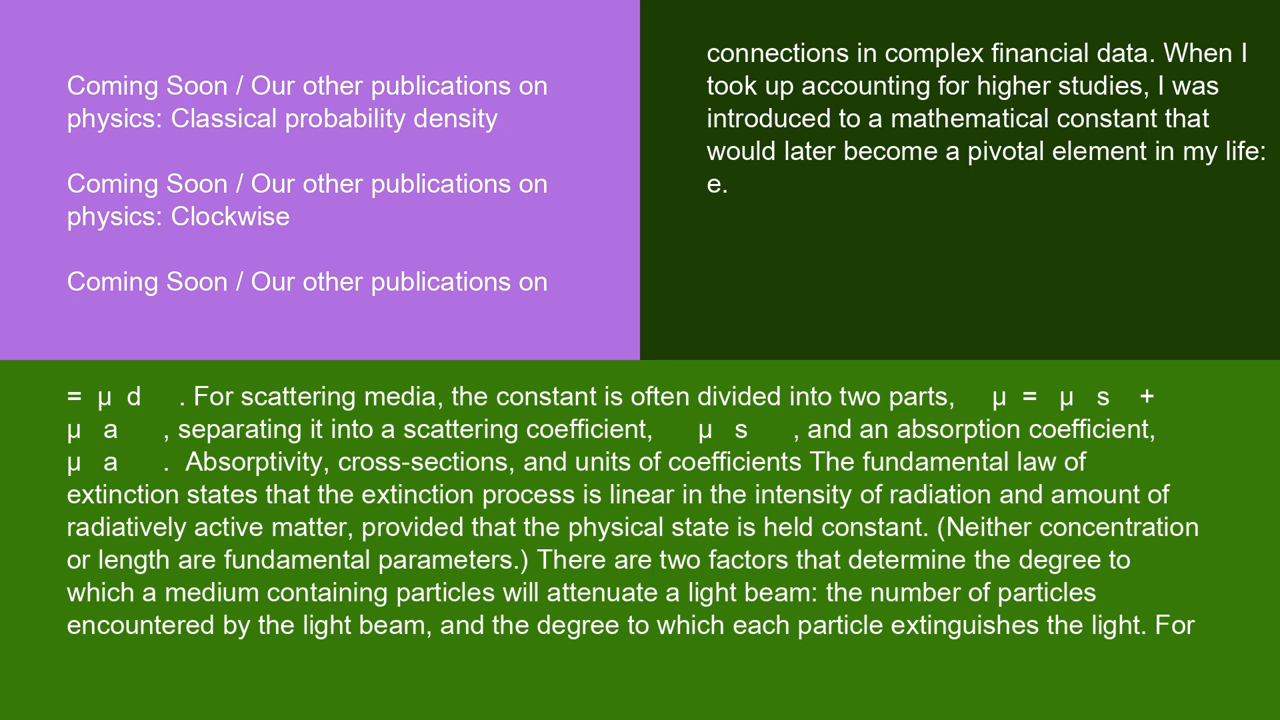 Coming Soon / Our other publications on
physics: Classical probability density
Coming Soon / Our other publications on
physics: Clockwise
Coming Soon / Our other publications on
connections in complex financial data. When I
took up accounting for higher studies, I was
introduced to a mathematical constant that
would later become a pivotal element in my life:
e.
= μ d . For scattering media, the constant is often divided into two parts, μ = μ s +
μ a , separating it into a scattering coefficient, μ s , and an absorption coefficient,
μ a . Absorptivity, cross-sections, and units of coefficients The fundamental law of
extinction states that the extinction process is linear in the intensity of radiation and amount of
radiatively active matter, provided that the physical state is held constant. (Neither concentration
or length are fundamental parameters.) There are two factors that determine the degree to
which a medium containing particles will attenuate a light beam: the number of particles
encountered by the light beam, and the degree to which each particle extinguishes the light. For